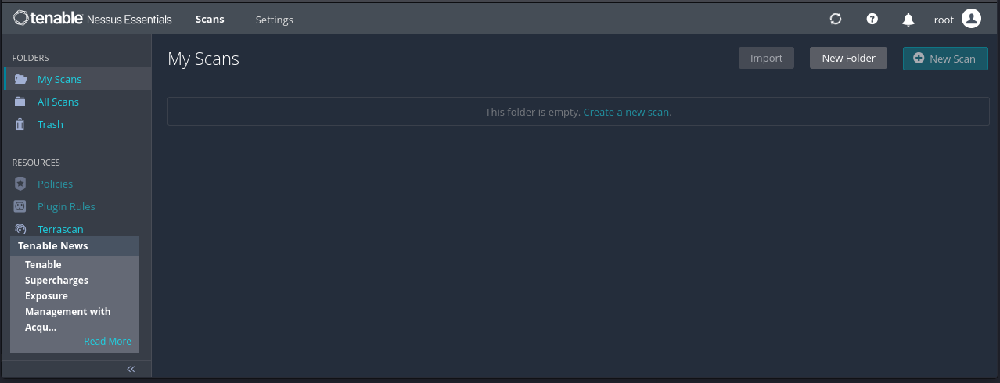 tenable Nessus Essentials Scans Settings root
FOLDERS
My Scans
All Scans
Trash
RESOURCES
Policies
Plugin Rules
Terrascan
Tenable News
Tenable
Supercharges
Exposure
Management with
Acqu...
Read More
My Scans
Import New Folder New Scan
This folder is empty. Create a new scan.